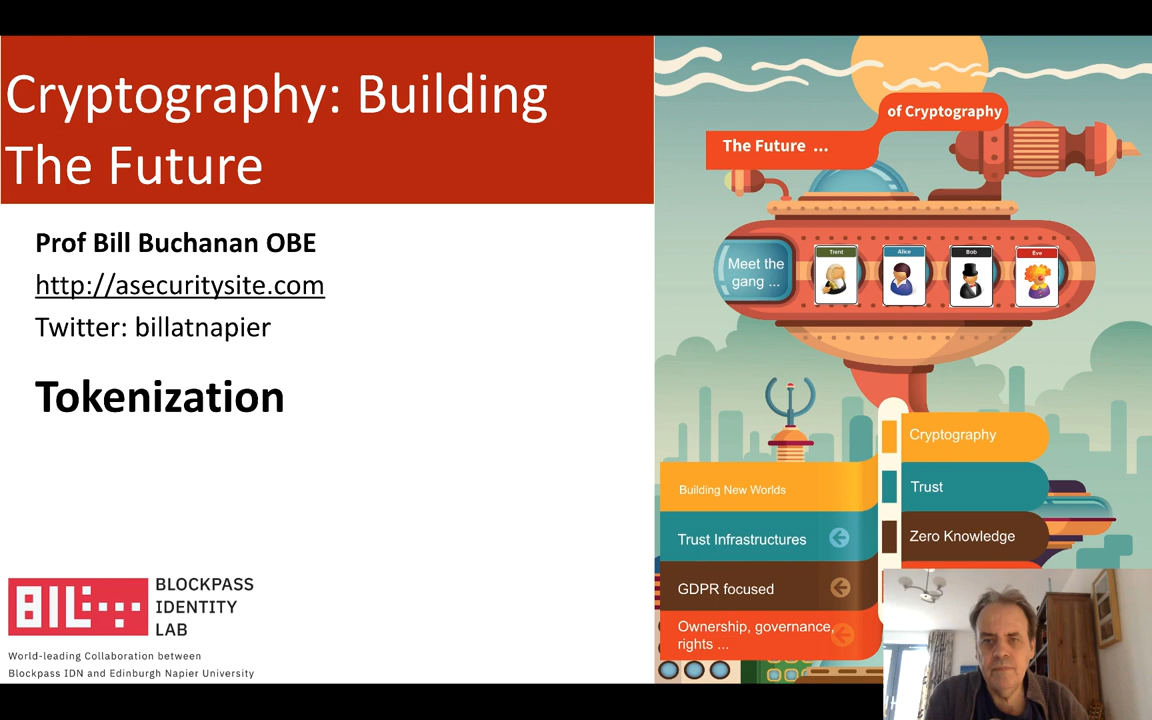 Cryptography: Building
The Future
Prof Bill Buchanan OBE
http://asecuritysite.com
Twitter: billatnapier
Tokenization
BIL
BLOCKPASS
IDENTITY
LAB
World-leading Collaboration between
Blockpass IDN and Edinburgh Napier University
of Cryptography
The Future ...
Meet the
gang ...
Trent
Alice
Bob
Eve
Cryptography
Trust
Zero Knowledge
Building New Worlds
Trust Infrastructures
GDPR focused
Ownership, governance,
rights ...